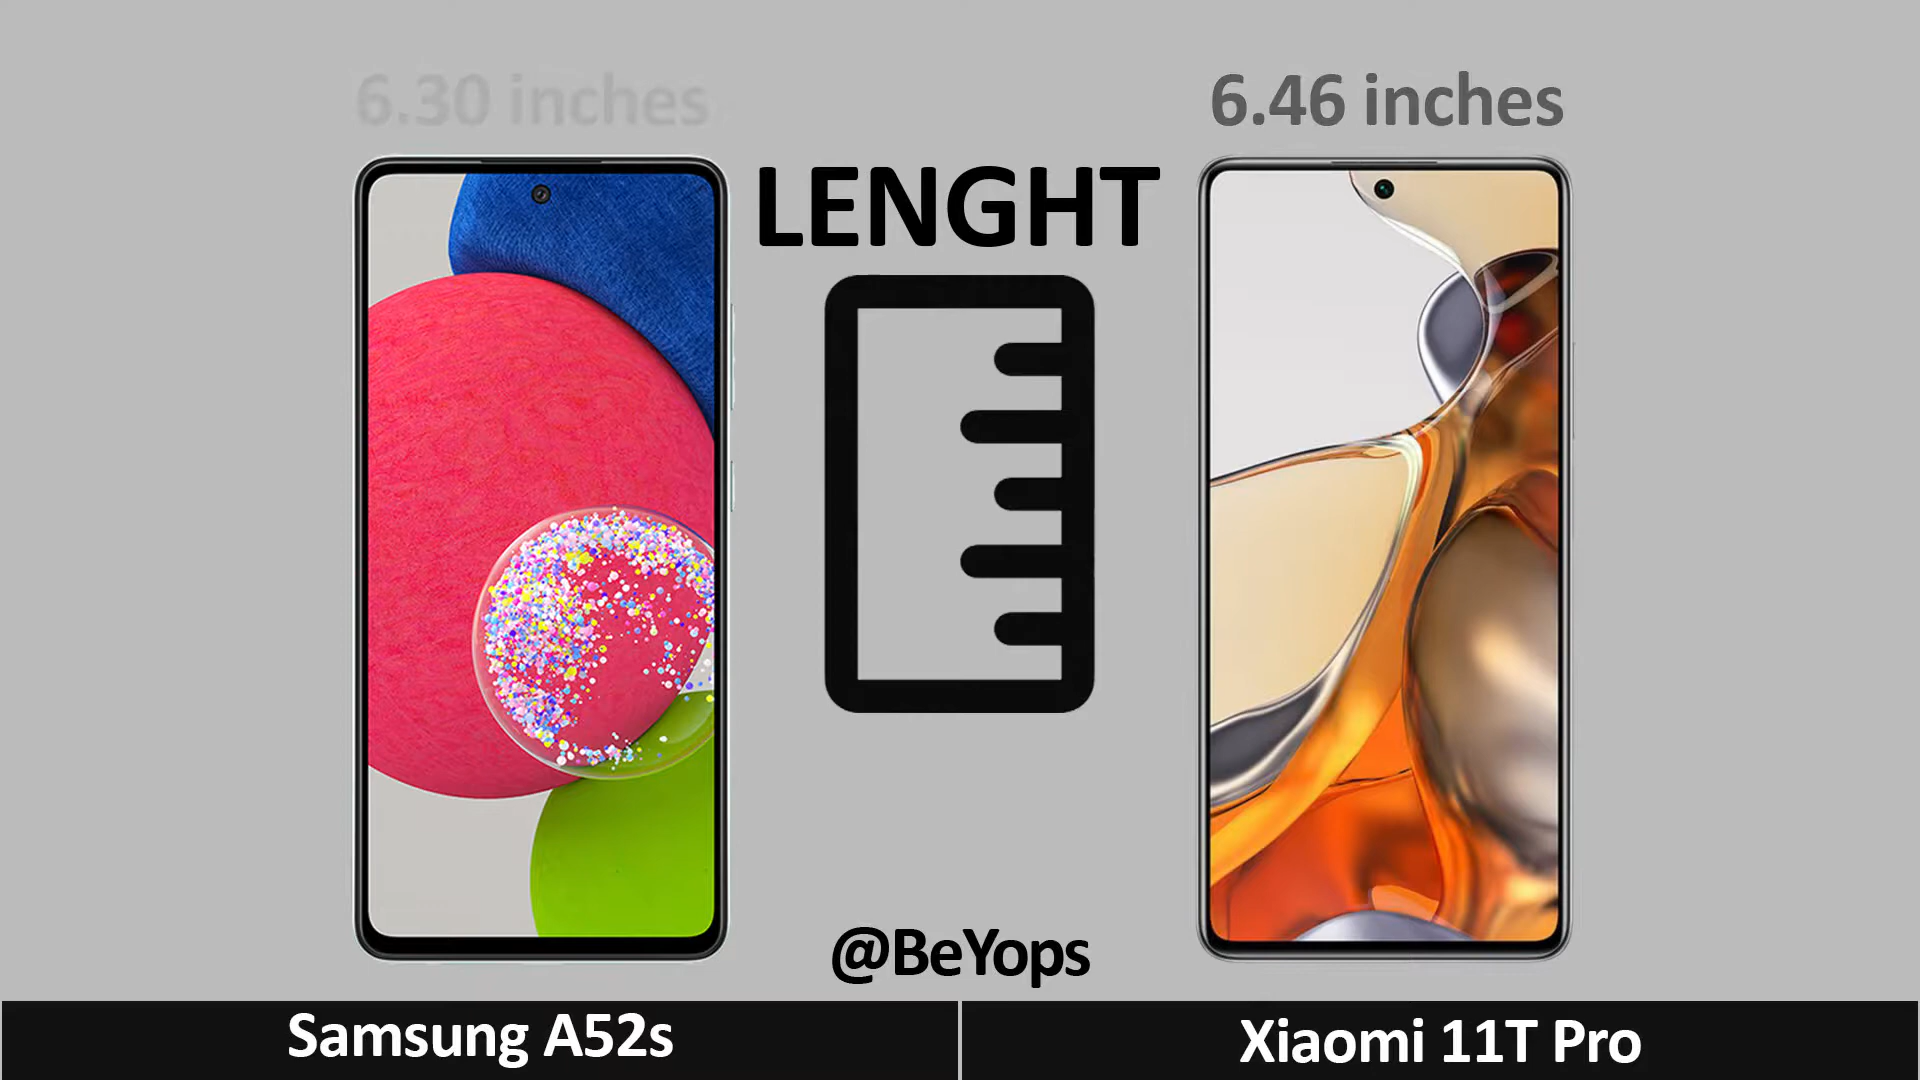 6.30 inches
6.46 inches
LENGHT
@BeYops
Samsung A52s
Xiaomi 11T Pro